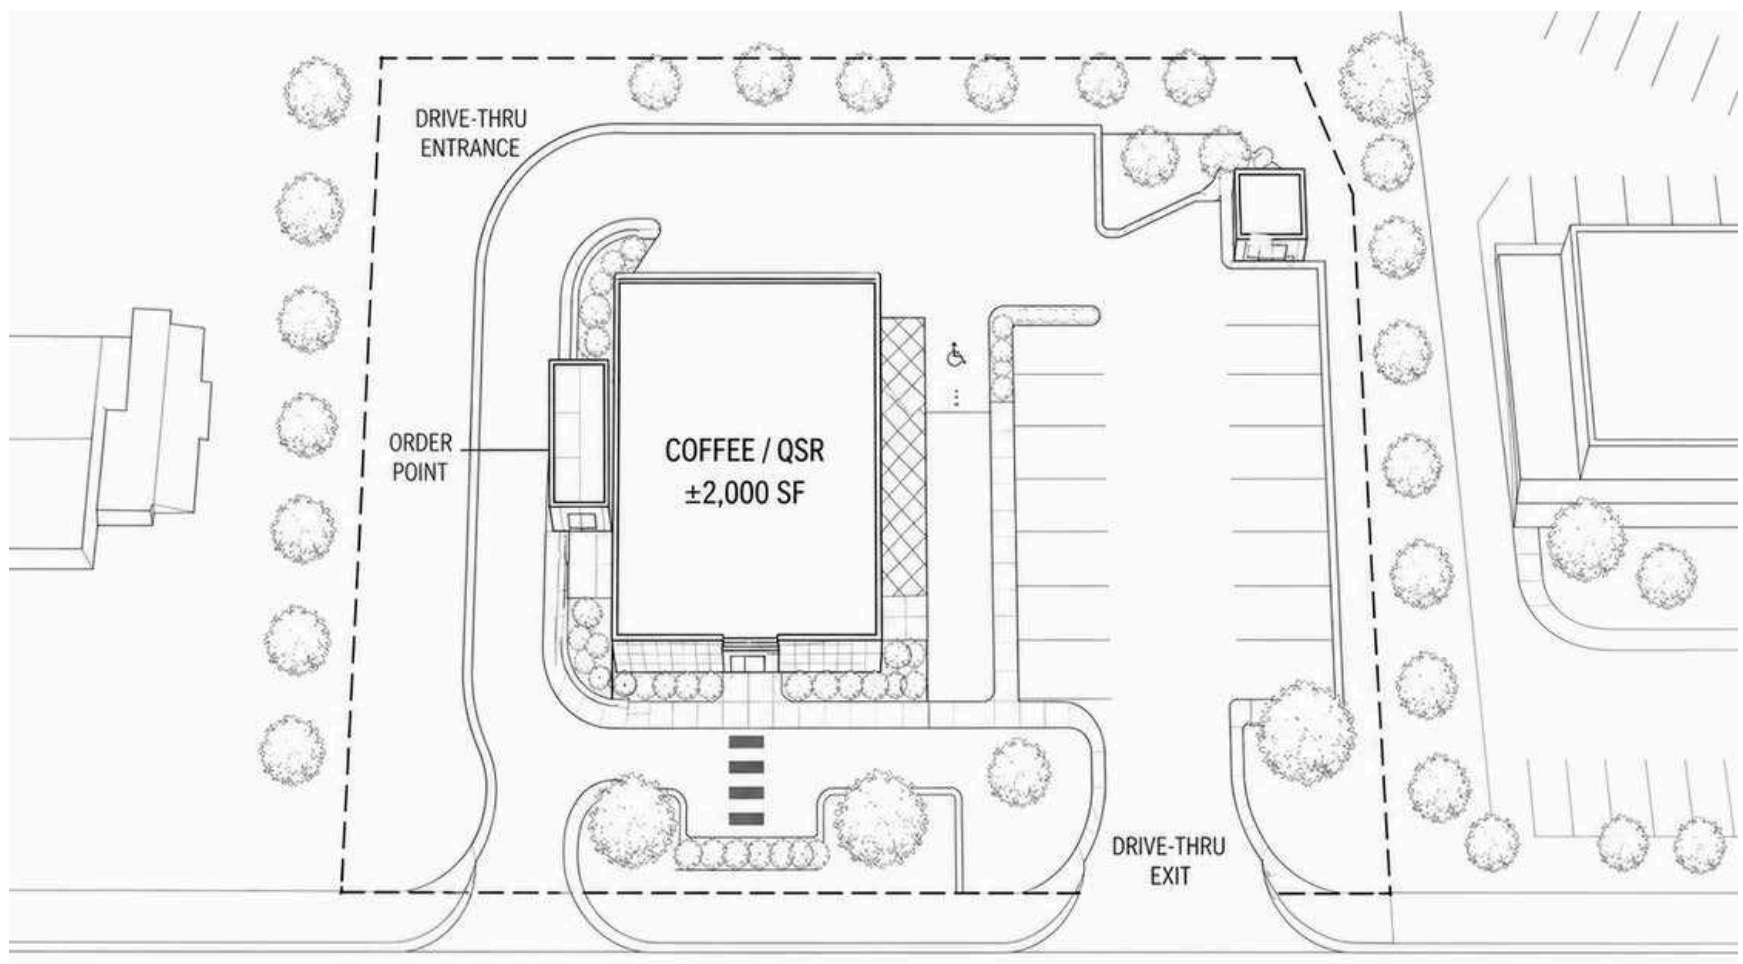 DRIVE-THRU
ENTRANCE
ORDER
POINT
COFFEE / QSR
±2,000 SF
DRIVE-THRU
EXIT